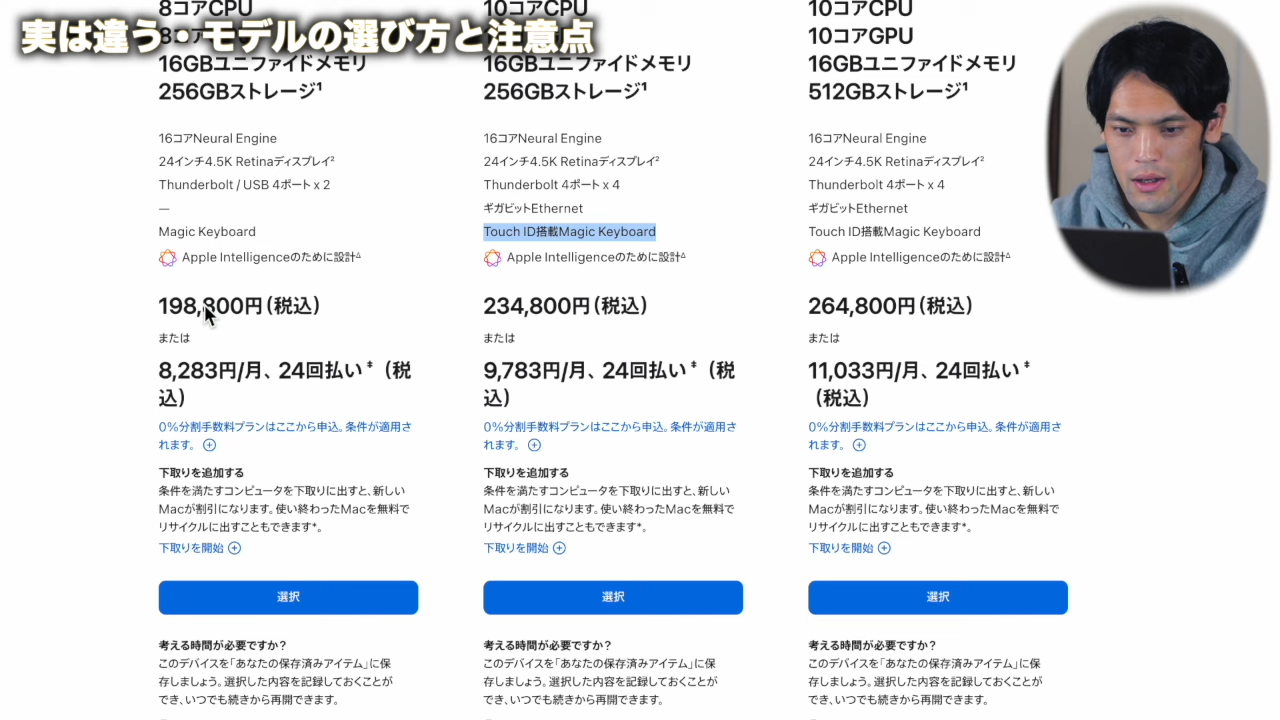 実は違う…モデルの選び方と注意点
8コアCPU
16GBユニファイドメモリ
256GBストレージ¹
16コアNeural Engine
24インチ4.5K Retinaディスプレイ²
Thunderbolt / USB 4ポート x 2
—
Magic Keyboard
Apple Intelligenceのために設計Δ
198,800円(税込)
または
8,283円/月、24回払い‡(税
込)
0%分割手数料プランはここから申込。条件が適用さ
れます。
下取りを追加する
条件を満たすコンピュータを下取りに出すと、新しい
Macが割引になります。使い終わったMacを無料で
リサイクルに出すこともできます*。
下取りを開始
選択
考える時間が必要ですか?
このデバイスを「あなたの保存済みアイテム」に保
存しましょう。選択した内容を記録しておくことが
でき、いつでも続きから再開できます。
10コアCPU
16GBユニファイドメモリ
256GBストレージ¹
16コアNeural Engine
24インチ4.5K Retinaディスプレイ²
Thunderbolt 4ポート x 4
ギガビットEthernet
Touch ID搭載Magic Keyboard
Apple Intelligenceのために設計Δ
234,800円(税込)
または
9,783円/月、24回払い‡(税
込)
0%分割手数料プランはここから申込。条件が適用さ
れます。
下取りを追加する
条件を満たすコンピュータを下取りに出すと、新しい
Macが割引になります。使い終わったMacを無料で
リサイクルに出すこともできます*。
下取りを開始
選択
考える時間が必要ですか?
このデバイスを「あなたの保存済みアイテム」に保
存しましょう。選択した内容を記録しておくことが
でき、いつでも続きから再開できます。
10コアCPU
10コアGPU
16GBユニファイドメモリ
512GBストレージ¹
16コアNeural Engine
24インチ4.5K Retinaディスプレイ²
Thunderbolt 4ポート x 4
ギガビットEthernet
Touch ID搭載Magic Keyboard
Apple Intelligenceのために設計Δ
264,800円(税込)
または
11,033円/月、24回払い‡
(税込)
0%分割手数料プランはここから申込。条件が適用さ
れます。
下取りを追加する
条件を満たすコンピュータを下取りに出すと、新しい
Macが割引になります。使い終わったMacを無料で
リサイクルに出すこともできます*。
下取りを開始
選択
考える時間が必要ですか?
このデバイスを「あなたの保存済みアイテム」に保
存しましょう。選択した内容を記録しておくことが
でき、いつでも続きから再開できます。